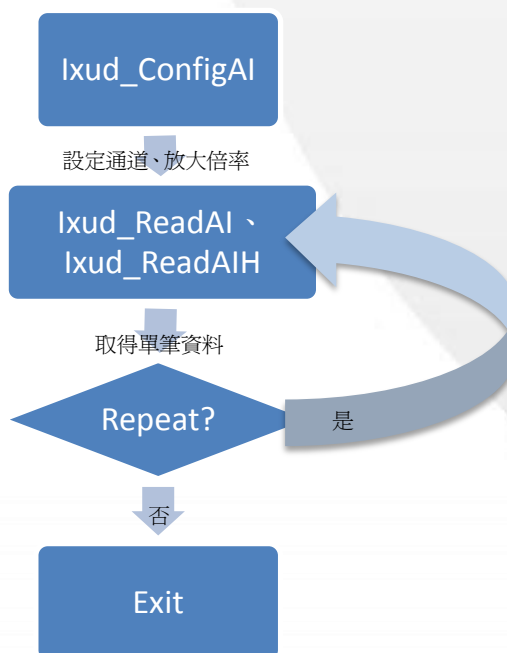 Ixud_ConfigAI
設定通道、放大倍率
Ixud_ReadAI、
Ixud_ReadAIH
取得單筆資料
Repeat?
是
否
Exit